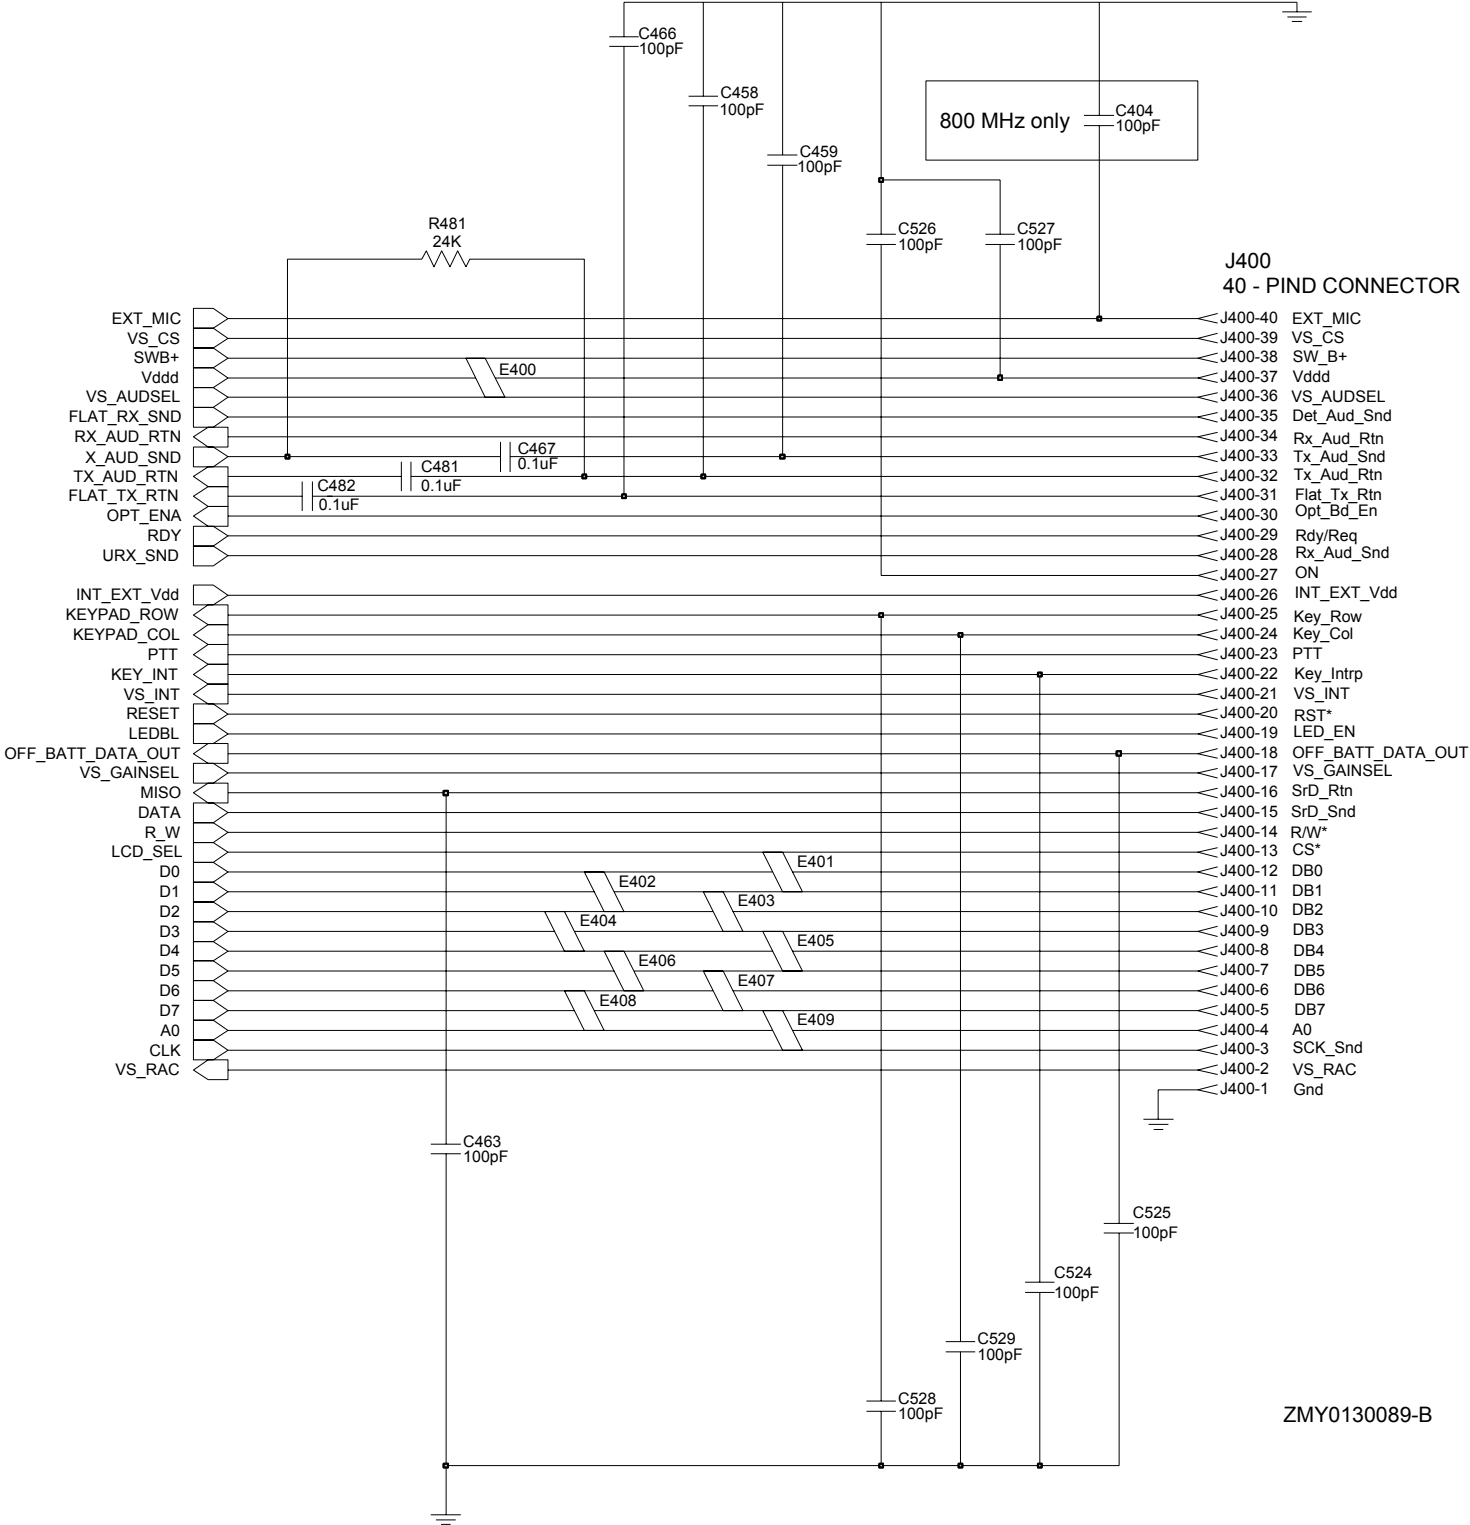 C466
100pF
C458
100pF
C459
100pF
800 MHz only
C404
100pF
C526
100pF
C527
100pF
R481
24K
J400
40 - PIND CONNECTOR
EXT_MIC
VS_CS
SWB+
Vddd
VS_AUDSEL
FLAT_RX_SND
RX_AUD_RTN
X_AUD_SND
TX_AUD_RTN
FLAT_TX_RTN
OPT_ENA
RDY
URX_SND
INT_EXT_Vdd
KEYPAD_ROW
KEYPAD_COL
PTT
KEY_INT
VS_INT
RESET
LEDBL
OFF_BATT_DATA_OUT
VS_GAINSEL
MISO
DATA
R_W
LCD_SEL
D0
D1
D2
D3
D4
D5
D6
D7
A0
CLK
VS_RAC
E400
C467
0.1uF
C481
0.1uF
C482
0.1uF
E401
E402
E403
E404
E405
E406
E407
E408
E409
J400-40 EXT_MIC
J400-39 VS_CS
J400-38 SW_B+
J400-37 Vddd
J400-36 VS_AUDSEL
J400-35 Det_Aud_Snd
J400-34 Rx_Aud_Rtn
J400-33 Tx_Aud_Snd
J400-32 Tx_Aud_Rtn
J400-31 Flat_Tx_Rtn
J400-30 Opt_Bd_En
J400-29 Rdy/Req
J400-28 Rx_Aud_Snd
J400-27 ON
J400-26 INT_EXT_Vdd
J400-25 Key_Row
J400-24 Key_Col
J400-23 PTT
J400-22 Key_Intrp
J400-21 VS_INT
J400-20 RST*
J400-19 LED_EN
J400-18 OFF_BATT_DATA_OUT
J400-17 VS_GAINSEL
J400-16 SrD_Rtn
J400-15 SrD_Snd
J400-14 R/W*
J400-13 CS*
J400-12 DB0
J400-11 DB1
J400-10 DB2
J400-9 DB3
J400-8 DB4
J400-7 DB5
J400-6 DB6
J400-5 DB7
J400-4 A0
J400-3 SCK_Snd
J400-2 VS_RAC
J400-1 Gnd
C463
100pF
C525
100pF
C524
100pF
C529
100pF
C528
100pF
ZMY0130089-B